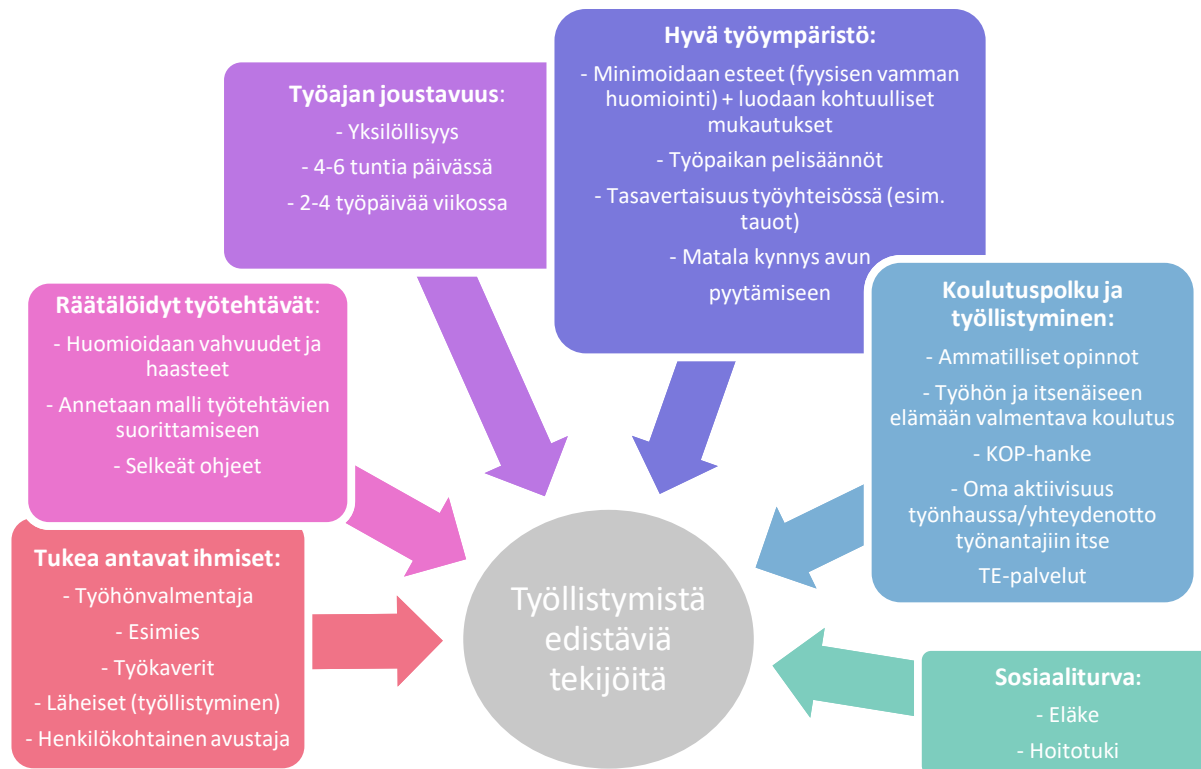 Hyvä työympäristö:
- Minimoidaan esteet (fyysisen vamman
huomiointi) + luodaan kohtuulliset
mukautukset
- Työpaikan pelisäännöt
- Tasavertaisuus työyhteisössä (esim.
tauot)
- Matala kynnys avun
pyytämiseen
Työajan joustavuus:
- Yksilöllisyys
- 4-6 tuntia päivässä
- 2-4 työpäivää viikossa
Räätälöidyt työtehtävät:
- Huomioidaan vahvuudet ja
haasteet
- Annetaan malli työtehtävien
suorittamiseen
- Selkeät ohjeet
Koulutuspolku ja
työllistyminen:
- Ammatilliset opinnot
- Työhön ja itsenäiseen
elämään valmentava koulutus
- KOP-hanke
- Oma aktiivisuus
työnhaussa/yhteydenotto
työnantajiin itse
TE-palvelut
Tukea antavat ihmiset:
- Työhönvalmentaja
- Esimies
- Työkaverit
- Läheiset (työllistyminen)
- Henkilökohtainen avustaja
Työllistymistä
edistäviä
tekijöitä
Sosiaaliturva:
- Eläke
- Hoitotuki